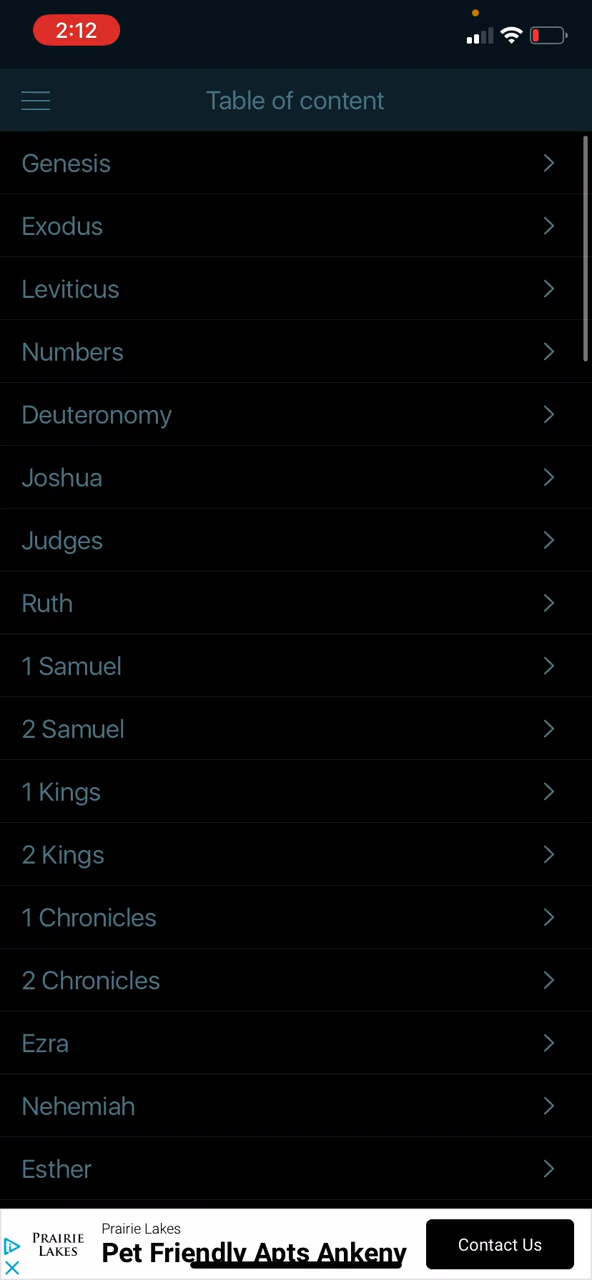 2:12
Table of content
Genesis
Exodus
Leviticus
Numbers
Deuteronomy
Joshua
Judges
Ruth
1 Samuel
2 Samuel
1 Kings
2 Kings
1 Chronicles
2 Chronicles
Ezra
Nehemiah
Esther
PRAIRIE
LAKES
Prairie Lakes
Pet Friendly Apts Ankeny
Contact Us